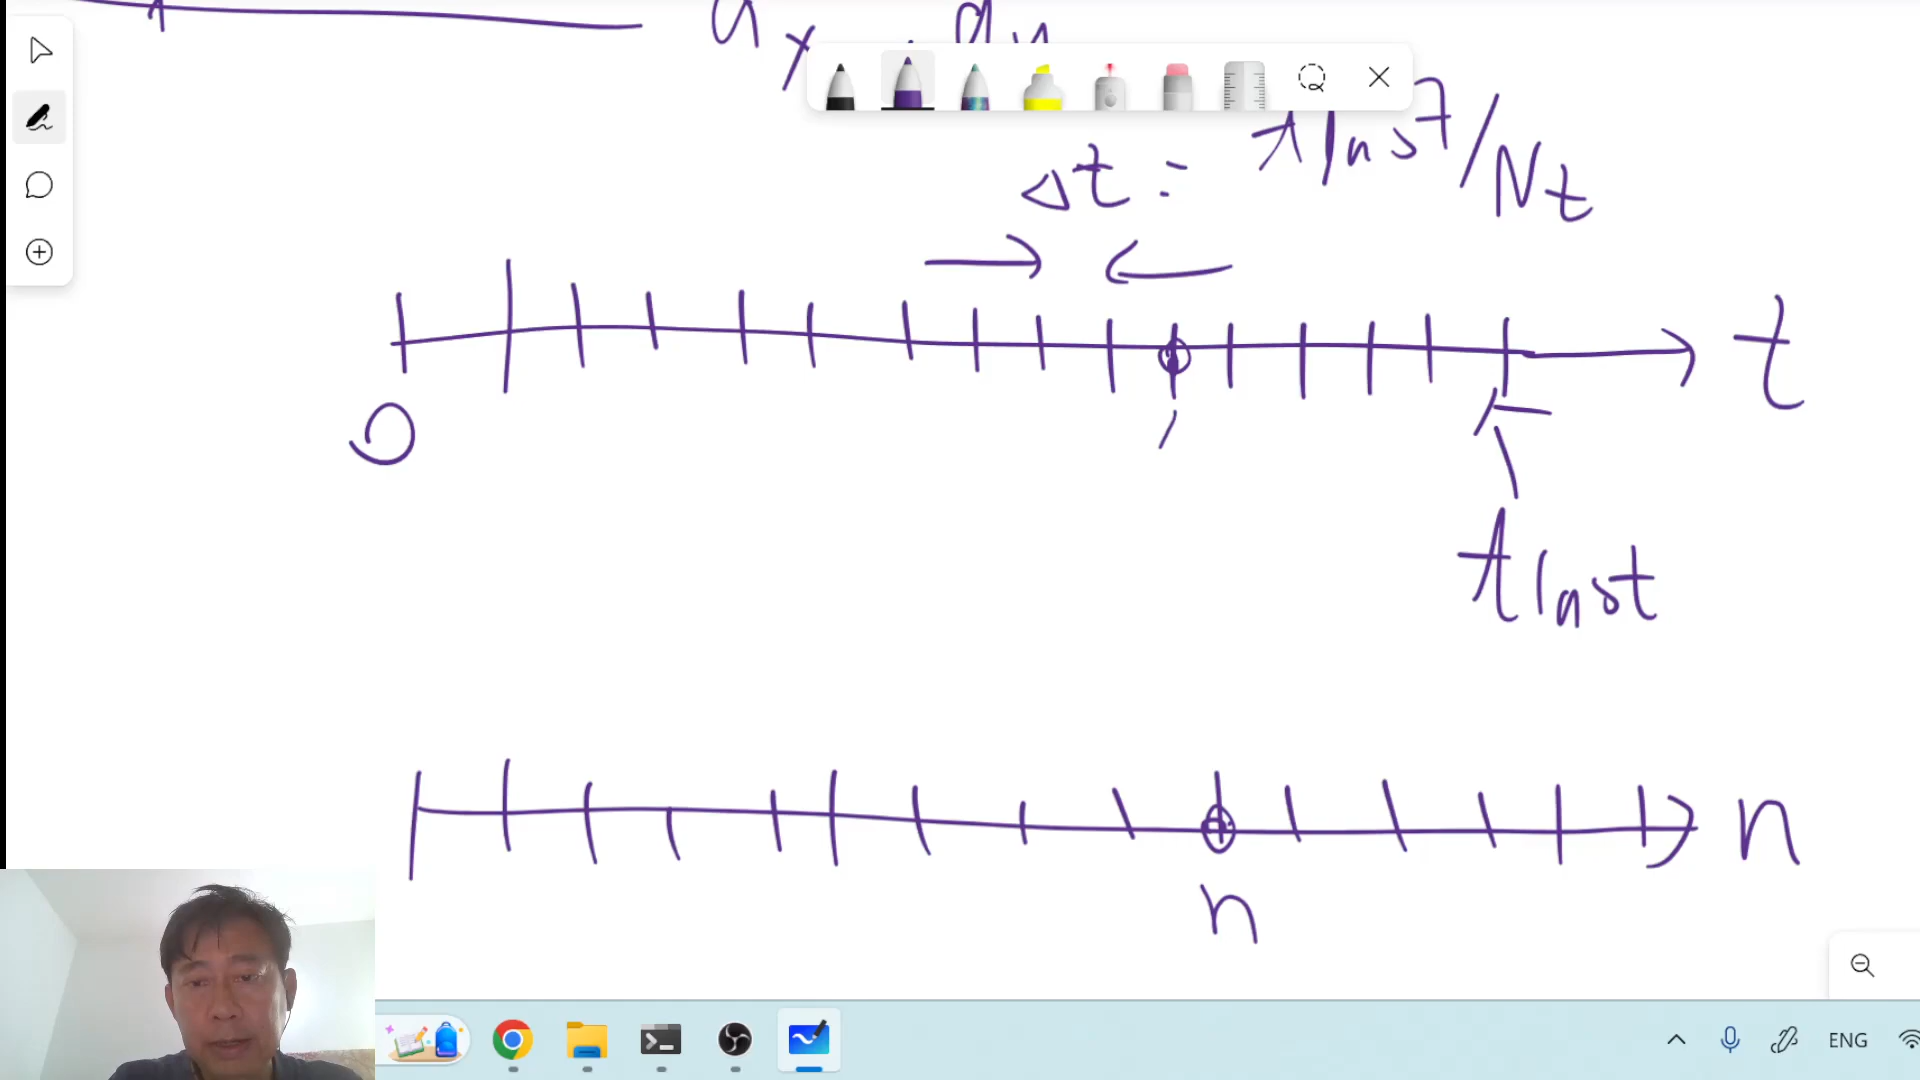 a x
Δt = tlast/Nt
t
0
tlast
n
n
ENG